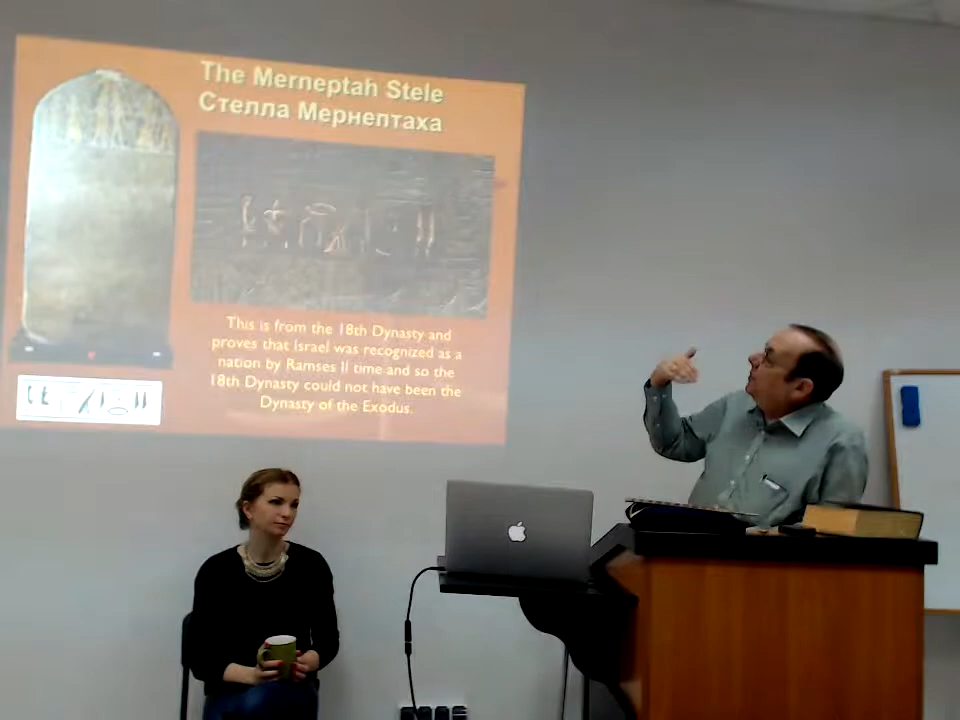 The Merneptah Stele
Стелла Мернептаха
This is from the 18th Dynasty and
proves that Israel was recognized as a
nation by Ramses II time and so the
18th Dynasty could not have been the
Dynasty of the Exodus.